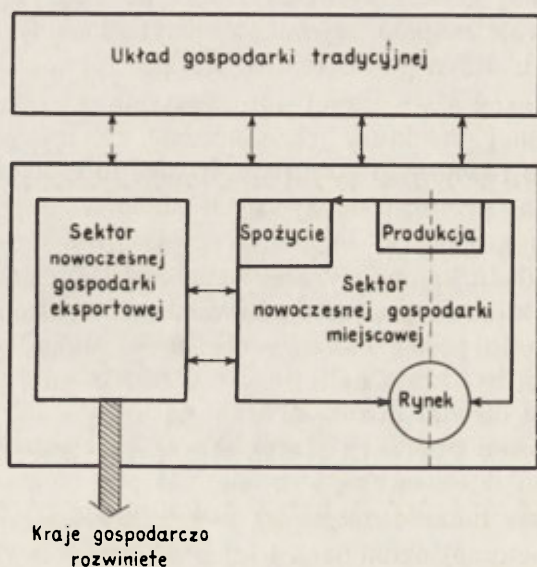 Układ gospodarki tradycyjnej
Sektor
nowoczesnej
gospodarki
eksportowej
Spożycie
Produkcja
Sektor
nowoczesnej gospodarki
miejscowej
Rynek
Kraje gospodarczo
rozwinięte